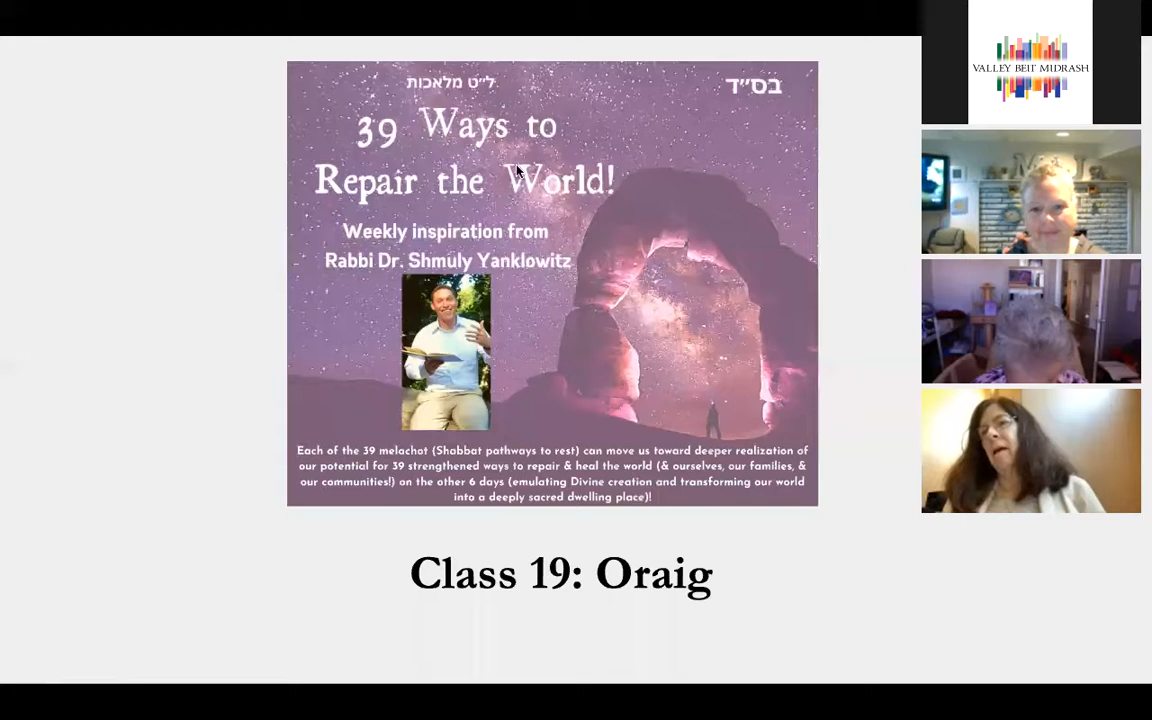 ל״ט מלאכות
בס״ד
39 Ways to
Repair the World!
Weekly inspiration from
Rabbi Dr. Shmuly Yanklowitz
Each of the 39 melachot (Shabbat pathways to rest) can move us toward deeper realization of
our potential for 39 strengthened ways to repair & heal the world (& ourselves, our families, &
our communities!) on the other 6 days (emulating Divine creation and transforming our world
into a deeply sacred dwelling place)!
Class 19: Oraig
VALLEY BEIT MIDRASH